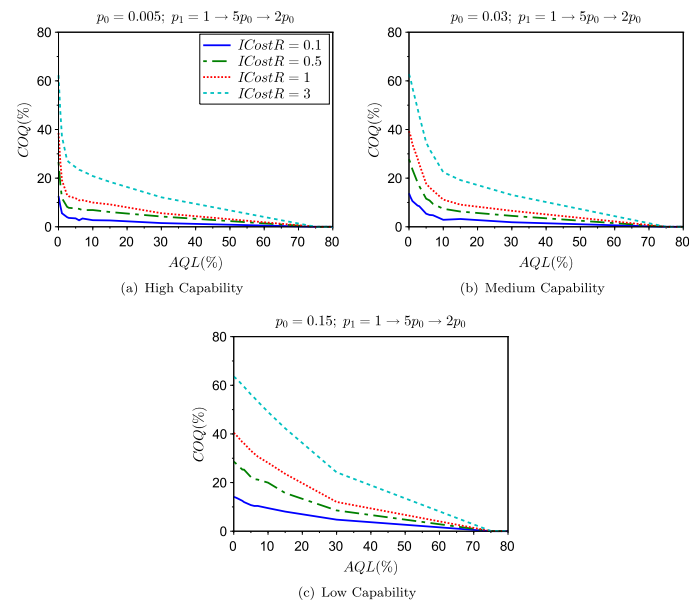 p₀ = 0.005; p₁ = 1 → 5p₀ → 2p₀
80
60
40
20
0
COQ(%)
ICostR = 0.1
ICostR = 0.5
ICostR = 1
ICostR = 3
0 10 20 30 40 50 60 70 80
AQL(%)
(a) High Capability
p₀ = 0.03; p₁ = 1 → 5p₀ → 2p₀
80
60
40
20
0
COQ(%)
0 10 20 30 40 50 60 70 80
AQL(%)
(b) Medium Capability
p₀ = 0.15; p₁ = 1 → 5p₀ → 2p₀
80
60
40
20
0
COQ(%)
0 10 20 30 40 50 60 70 80
AQL(%)
(c) Low Capability